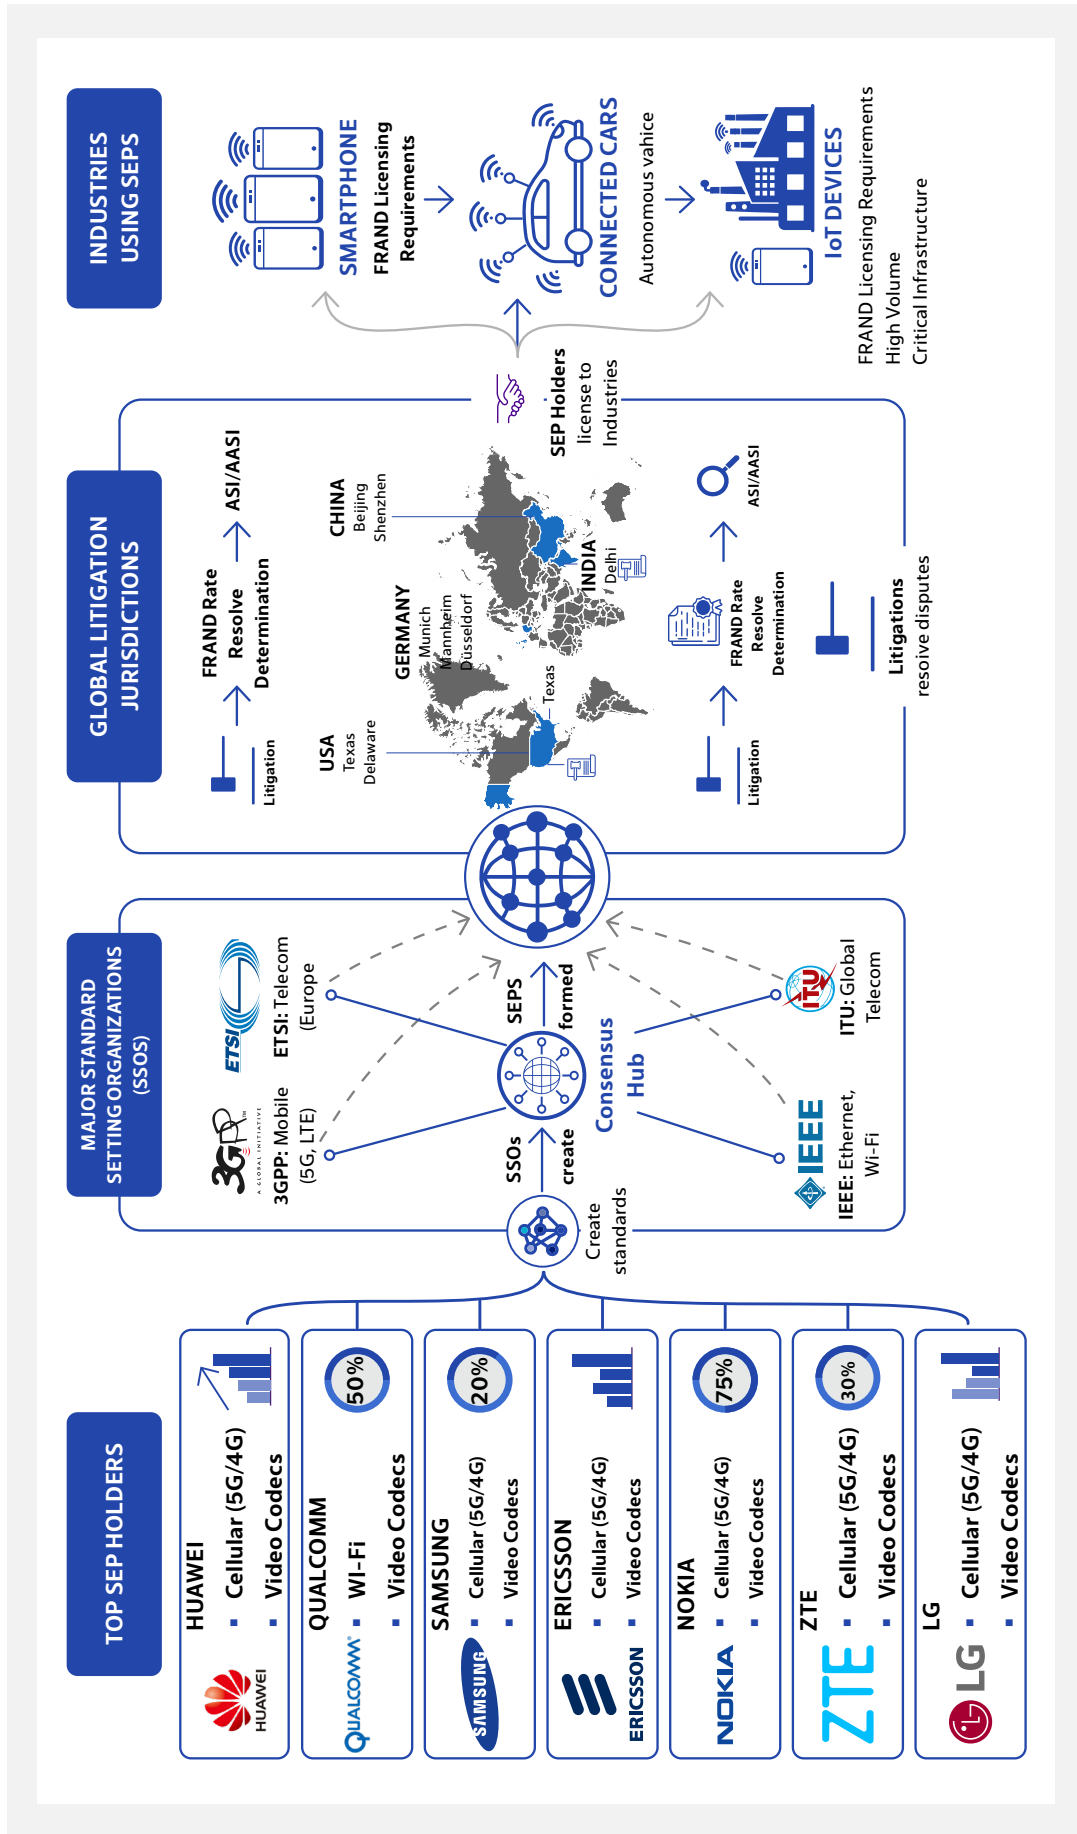 TOP SEP HOLDERS
HUAWEI
HUAWEI
▪ Cellular (5G/4G)
▪ Video Codecs
QUALCOMM
QUALCOMM
▪ WI-Fi
▪ Video Codecs
50%
SAMSUNG
SAMSUNG
▪ Cellular (5G/4G)
▪ Video Codecs
20%
ERICSSON
ERICSSON
▪ Cellular (5G/4G)
▪ Video Codecs
NOKIA
NOKIA
▪ Cellular (5G/4G)
▪ Video Codecs
75%
ZTE
ZTE
▪ Cellular (5G/4G)
▪ Video Codecs
30%
LG
LG
▪ Cellular (5G/4G)
▪ Video Codecs
MAJOR STANDARD
SETTING ORGANIZATIONS
(SSOS)
3GPP™
A GLOBAL INITIATIVE
3GPP: Mobile
(5G, LTE)
ETSI
ETSI: Telecom
(Europe
Create
standards
SSOs
create
SEPS
formed
Consensus
Hub
IEEE
IEEE: Ethernet,
Wi-Fi
ITU
ITU: Global
Telecom
GLOBAL LITIGATION
JURISDICTIONS
Litigation
FRAND Rate
Resolve
Determination
ASI/AASI
USA
Texas
Delaware
GERMANY
Munich
Mannheim
Düsseldorf
CHINA
Beijing
Shenzhen
Texas
INDIA
Delhi
SEP Holders
license to
Industries
Litigation
FRAND Rate
Resolve
Determination
ASI/AASI
Litigations
resoive disputes
INDUSTRIES
USING SEPS
SMARTPHONE
FRAND Licensing
Requirements
CONNECTED CARS
Autonomous vahice
IoT DEVICES
FRAND Licensing Requirements
High Volume
Critical Infrastructure